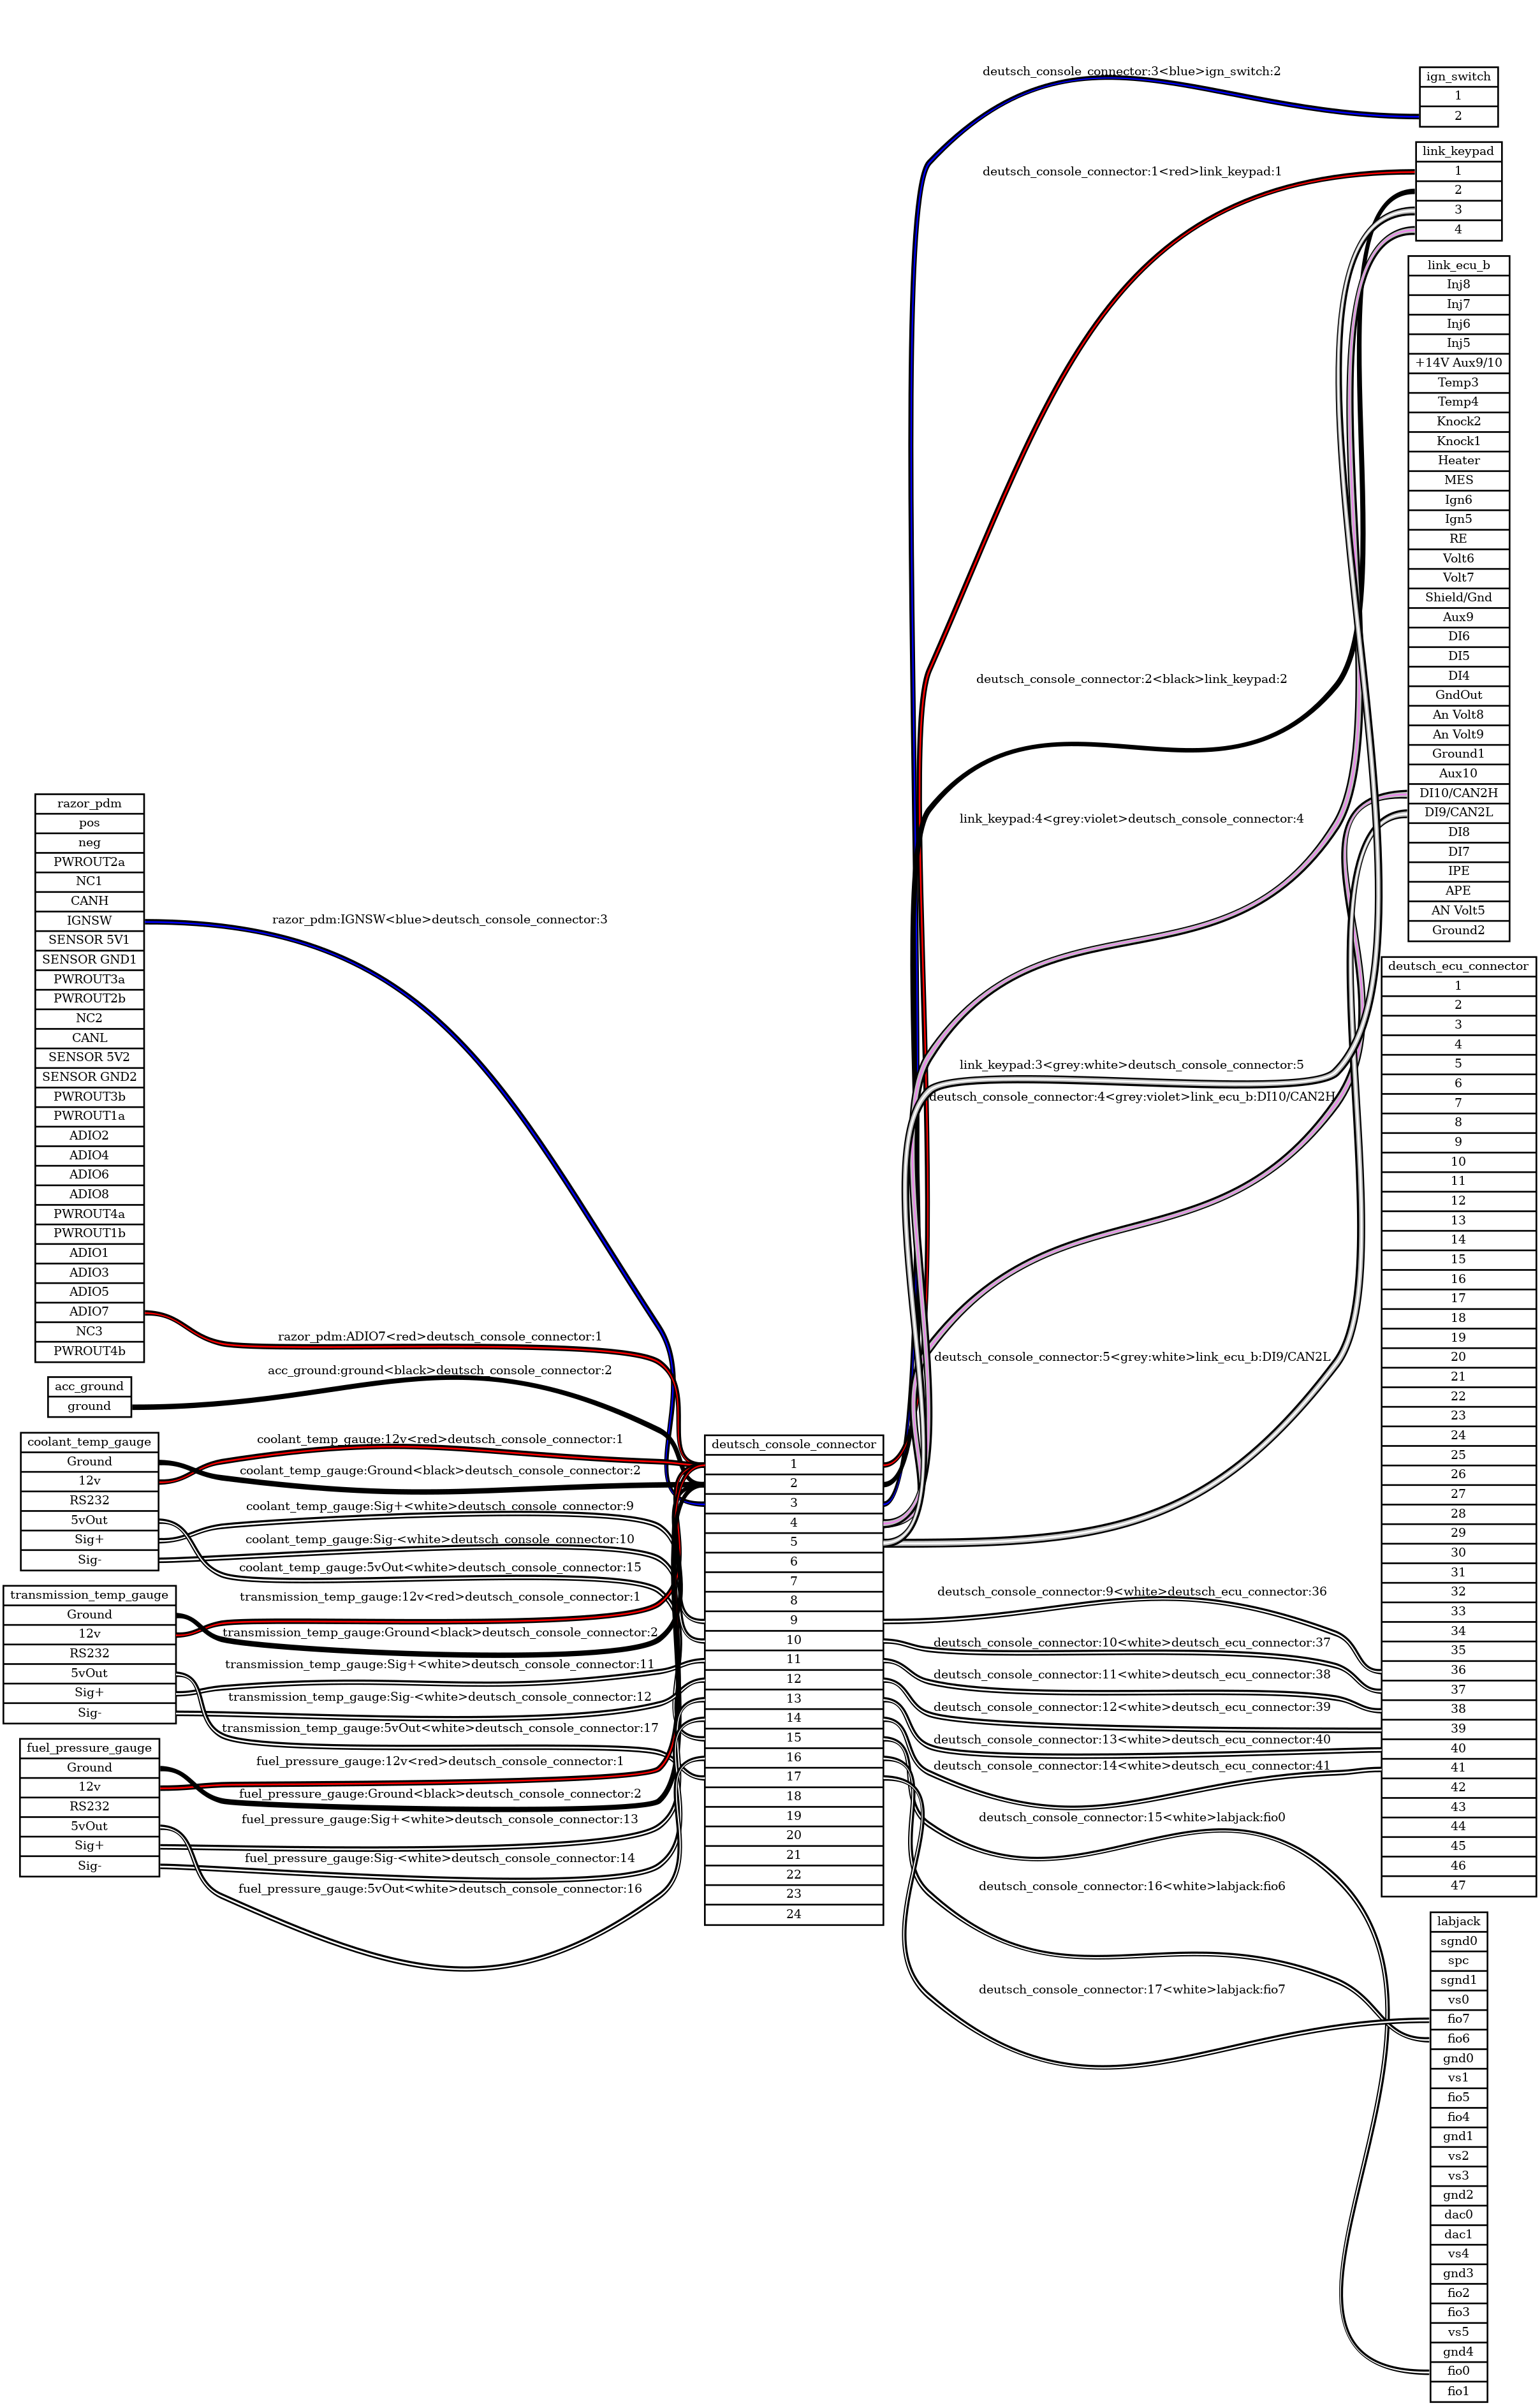 razor_pdm
pos
neg
PWROUT2a
NC1
CANH
IGNSW
SENSOR 5V1
SENSOR GND1
PWROUT3a
PWROUT2b
NC2
CANL
SENSOR 5V2
SENSOR GND2
PWROUT3b
PWROUT1a
ADIO2
ADIO4
ADIO6
ADIO8
PWROUT4a
PWROUT1b
ADIO1
ADIO3
ADIO5
ADIO7
NC3
PWROUT4b
acc_ground
ground
coolant_temp_gauge
Ground
12v
RS232
5vOut
Sig+
Sig-
transmission_temp_gauge
Ground
12v
RS232
5vOut
Sig+
Sig-
fuel_pressure_gauge
Ground
12v
RS232
5vOut
Sig+
Sig-
razor_pdm:IGNSW<blue>deutsch_console_connector:3
razor_pdm:ADIO7<red>deutsch_console_connector:1
acc_ground:ground<black>deutsch_console_connector:2
coolant_temp_gauge:12v<red>deutsch_console_connector:1
coolant_temp_gauge:Ground<black>deutsch_console_connector:2
coolant_temp_gauge:Sig+<white>deutsch_console_connector:9
coolant_temp_gauge:Sig-<white>deutsch_console_connector:10
coolant_temp_gauge:5vOut<white>deutsch_console_connector:15
transmission_temp_gauge:12v<red>deutsch_console_connector:1
transmission_temp_gauge:Ground<black>deutsch_console_connector:2
transmission_temp_gauge:Sig+<white>deutsch_console_connector:11
transmission_temp_gauge:Sig-<white>deutsch_console_connector:12
transmission_temp_gauge:5vOut<white>deutsch_console_connector:17
fuel_pressure_gauge:12v<red>deutsch_console_connector:1
fuel_pressure_gauge:Ground<black>deutsch_console_connector:2
fuel_pressure_gauge:Sig+<white>deutsch_console_connector:13
fuel_pressure_gauge:Sig-<white>deutsch_console_connector:14
fuel_pressure_gauge:5vOut<white>deutsch_console_connector:16
deutsch_console_connector
1
2
3
4
5
6
7
8
9
10
11
12
13
14
15
16
17
18
19
20
21
22
23
24
deutsch_console_connector:3<blue>ign_switch:2
deutsch_console_connector:1<red>link_keypad:1
deutsch_console_connector:2<black>link_keypad:2
link_keypad:4<grey:violet>deutsch_console_connector:4
link_keypad:3<grey:white>deutsch_console_connector:5
deutsch_console_connector:4<grey:violet>link_ecu_b:DI10/CAN2H
deutsch_console_connector:5<grey:white>link_ecu_b:DI9/CAN2L
deutsch_console_connector:9<white>deutsch_ecu_connector:36
deutsch_console_connector:10<white>deutsch_ecu_connector:37
deutsch_console_connector:11<white>deutsch_ecu_connector:38
deutsch_console_connector:12<white>deutsch_ecu_connector:39
deutsch_console_connector:13<white>deutsch_ecu_connector:40
deutsch_console_connector:14<white>deutsch_ecu_connector:41
deutsch_console_connector:15<white>labjack:fio0
deutsch_console_connector:16<white>labjack:fio6
deutsch_console_connector:17<white>labjack:fio7
ign_switch
1
2
link_keypad
1
2
3
4
link_ecu_b
Inj8
Inj7
Inj6
Inj5
+14V Aux9/10
Temp3
Temp4
Knock2
Knock1
Heater
MES
Ign6
Ign5
RE
Volt6
Volt7
Shield/Gnd
Aux9
DI6
DI5
DI4
GndOut
An Volt8
An Volt9
Ground1
Aux10
DI10/CAN2H
DI9/CAN2L
DI8
DI7
IPE
APE
AN Volt5
Ground2
deutsch_ecu_connector
1
2
3
4
5
6
7
8
9
10
11
12
13
14
15
16
17
18
19
20
21
22
23
24
25
26
27
28
29
30
31
32
33
34
35
36
37
38
39
40
41
42
43
44
45
46
47
labjack
sgnd0
spc
sgnd1
vs0
fio7
fio6
gnd0
vs1
fio5
fio4
gnd1
vs2
vs3
gnd2
dac0
dac1
vs4
gnd3
fio2
fio3
vs5
gnd4
fio0
fio1